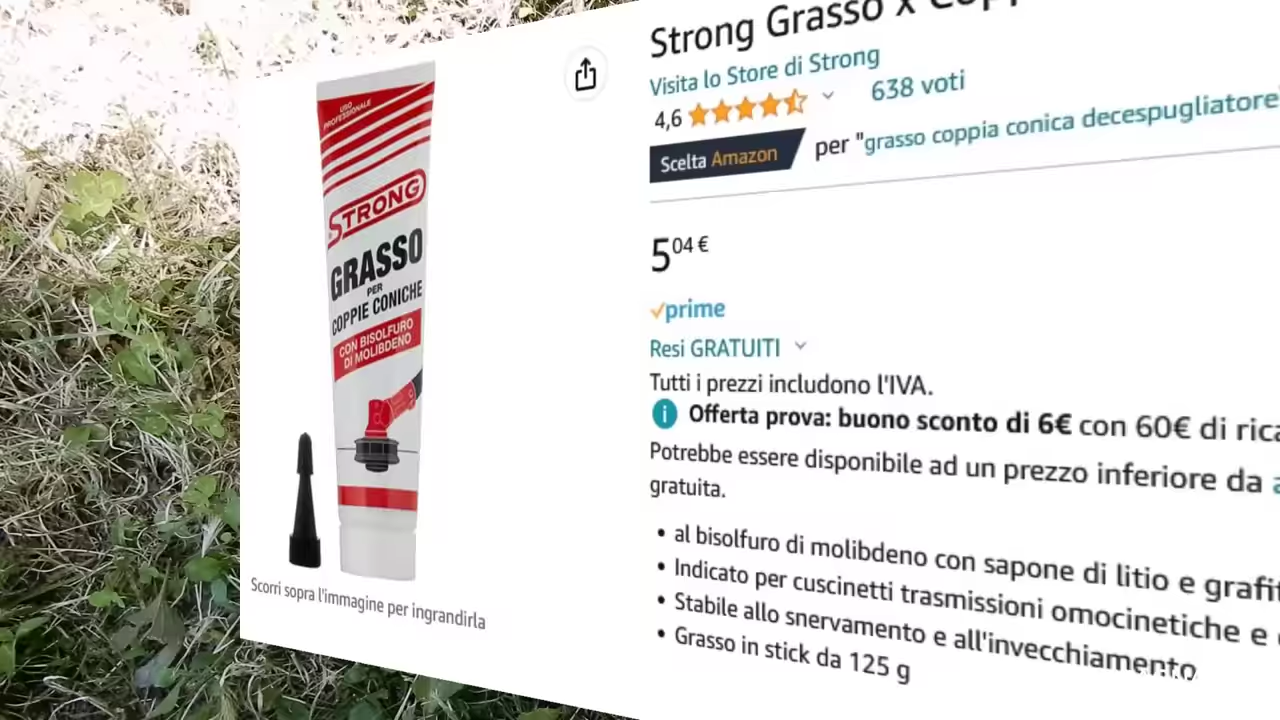 USO
PROFESSIONALE
STRONG
GRASSO
PER
COPPIE CONICHE
CON BISOLFURO
DI MOLIBDENO
Scorri sopra l'immagine per ingrandirla
Strong Grasso x
Visita lo Store di Strong
4,6 638 voti
Scelta Amazon per "grasso coppia conica decespugliatore
5,04 €
prime
Resi GRATUITI
Tutti i prezzi includono l'IVA.
Offerta prova: buono sconto di 6€ con 60€ di
Potrebbe essere disponibile ad un prezzo inferiore da
gratuita.
• al bisolfuro di molibdeno con sapone di litio e
• Indicato per cuscinetti trasmissioni omocinetiche e
• Stabile allo snervamento e all'invecchiamento
• Grasso in stick da 125 g